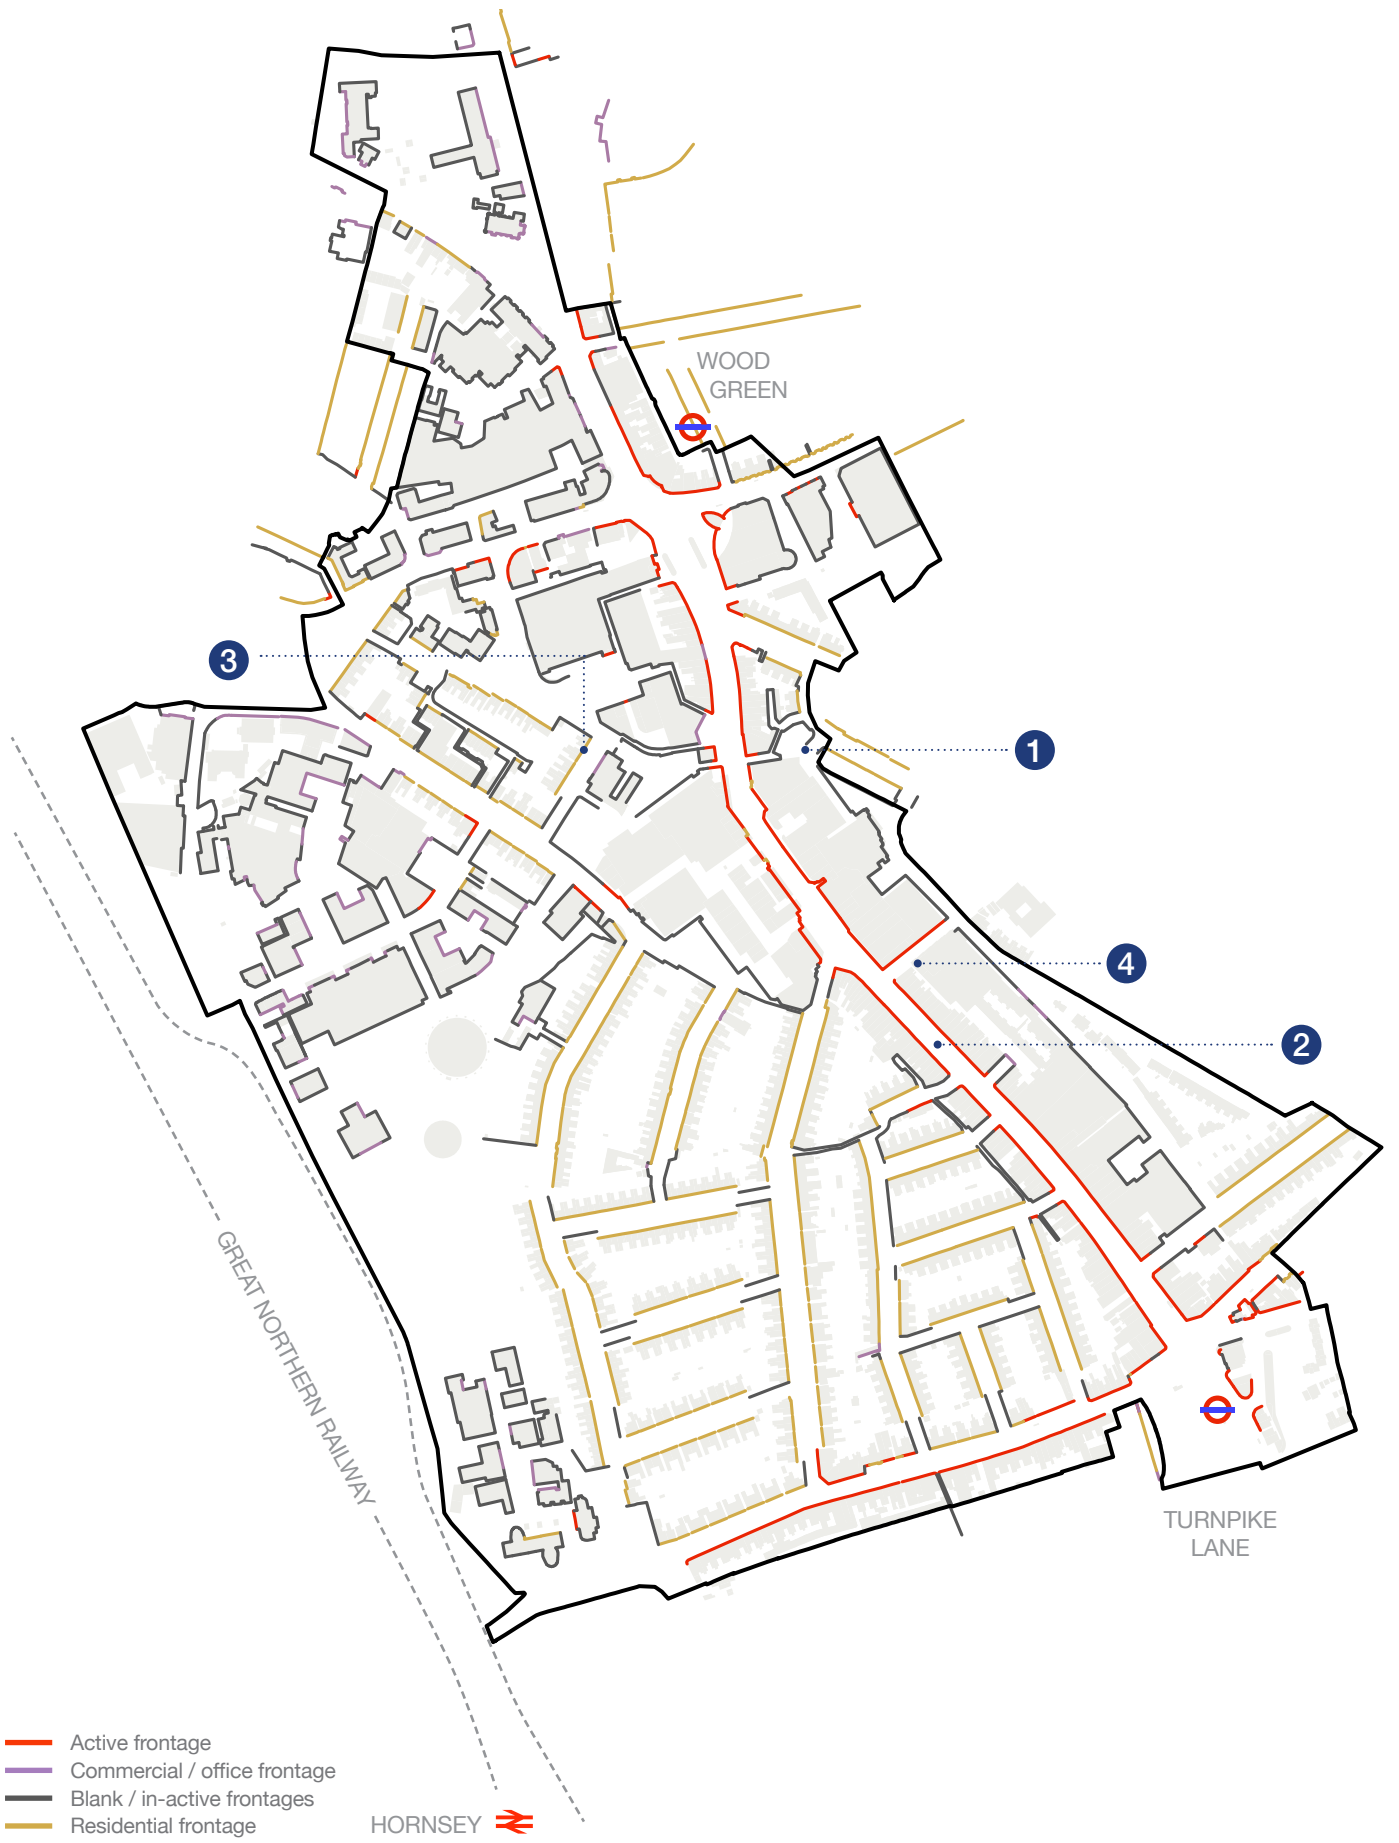 WOOD
GREEN
3
1
4
2
GREAT NORTHERN RAILWAY
TURNPIKE
LANE
Active frontage
Commercial / office frontage
Blank / in-active frontages
Residential frontage
HORNSEY